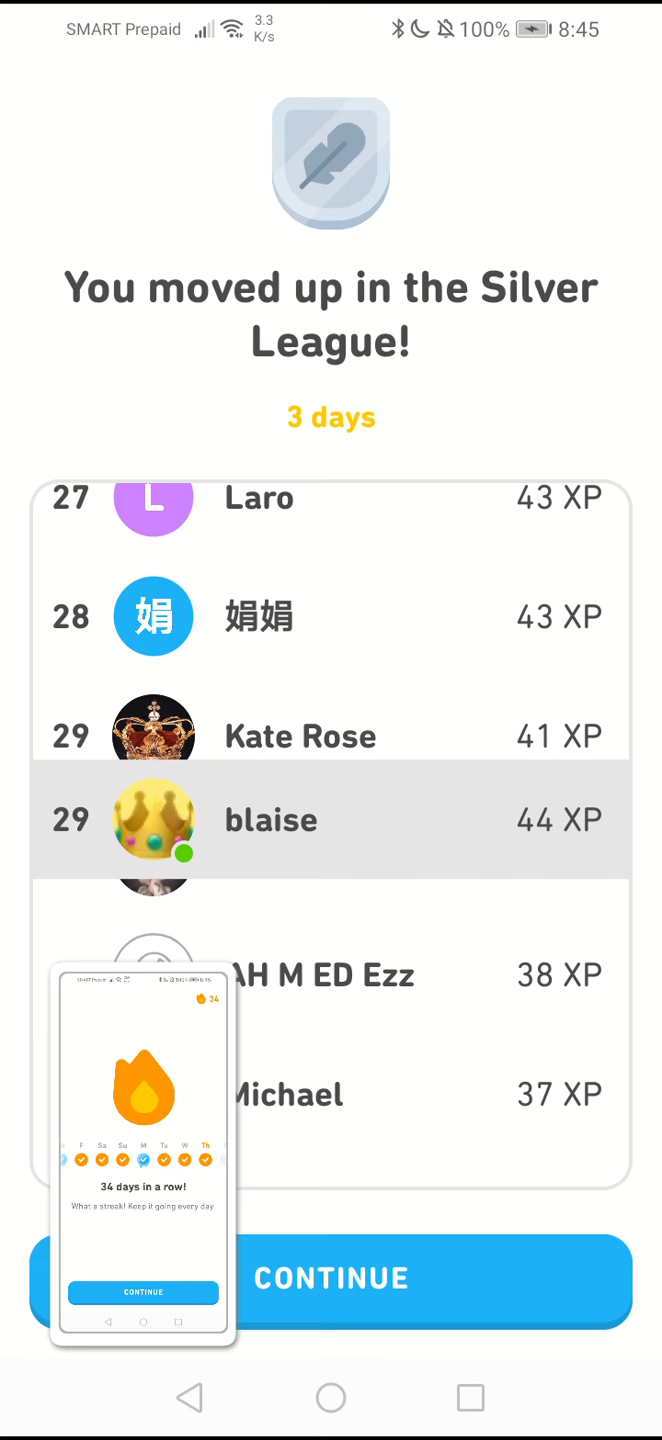 SMART Prepaid 3.3 K/s 100% 8:45
You moved up in the Silver
League!
3 days
27 L Laro 43 XP
28 娟 娟娟 43 XP
29 Kate Rose 41 XP
29 blaise 44 XP
AH M ED Ezz 38 XP
Michael 37 XP
34
F Sa Su M Tu W Th
34 days in a row!
What a streak! Keep it going every day.
CONTINUE
CONTINUE